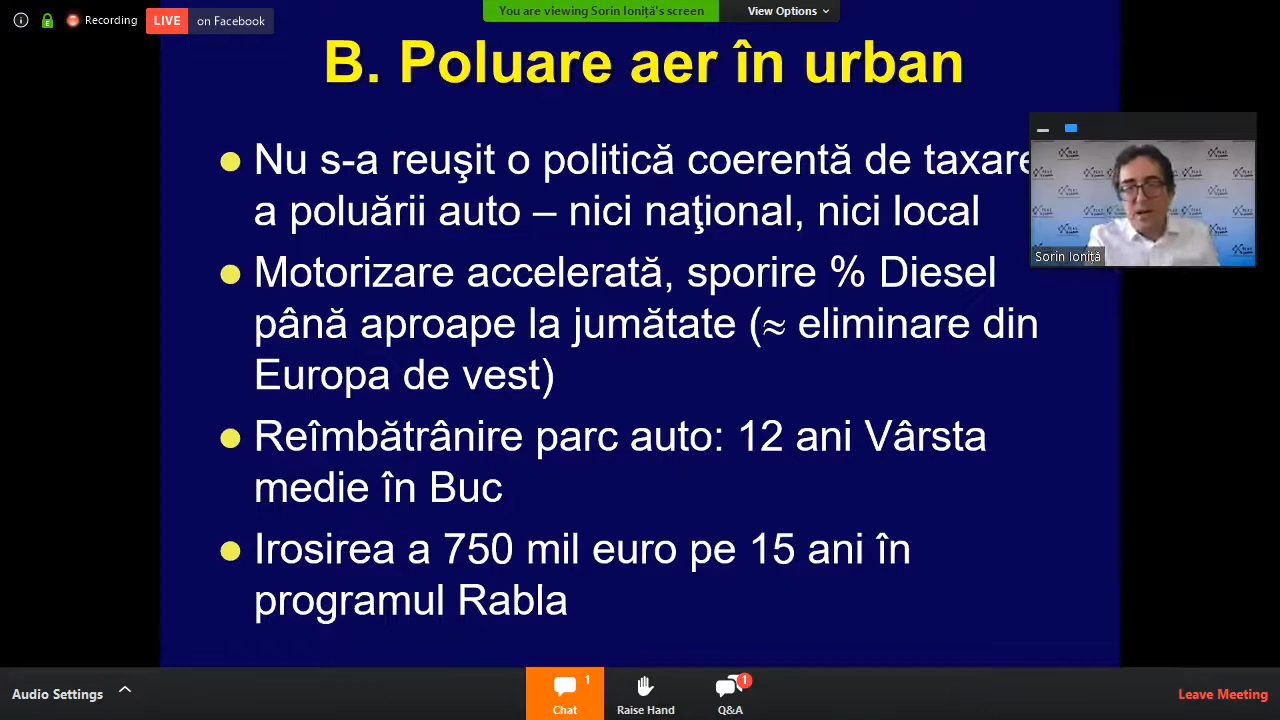 Recording
LIVE on Facebook
You are viewing Sorin Ioniță's screen
View Options
B. Poluare aer în urban
Nu s-a reuşit o politică coerentă de taxare
a poluării auto – nici naţional, nici local
Motorizare accelerată, sporire % Diesel
până aproape la jumătate (≈ eliminare din
Europa de vest)
Reîmbătrânire parc auto: 12 ani Vârsta
medie în Buc
Irosirea a 750 mil euro pe 15 ani în
programul Rabla
Sorin Ioniță
Audio Settings
Chat 1
Raise Hand
Q&A 1
Leave Meeting